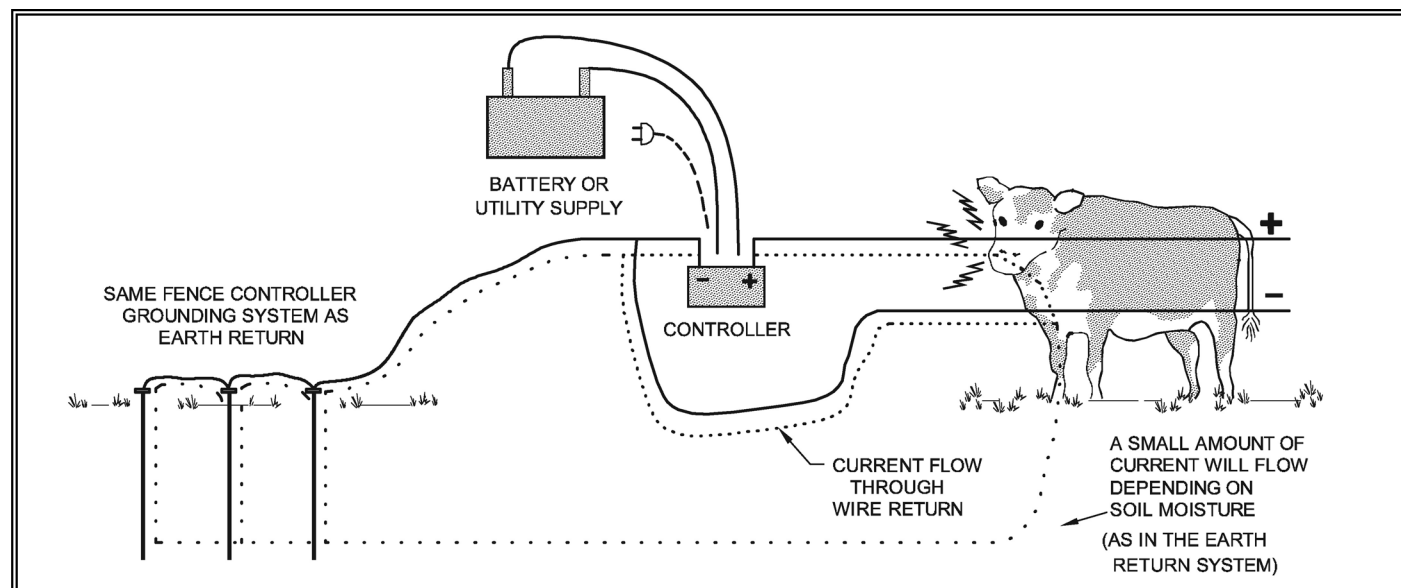 BATTERY OR
UTILITY SUPPLY
+
−
SAME FENCE CONTROLLER
GROUNDING SYSTEM AS
EARTH RETURN
− +
CONTROLLER
CURRENT FLOW
THROUGH
WIRE RETURN
A SMALL AMOUNT OF
CURRENT WILL FLOW
DEPENDING ON
SOIL MOISTURE
(AS IN THE EARTH
RETURN SYSTEM)